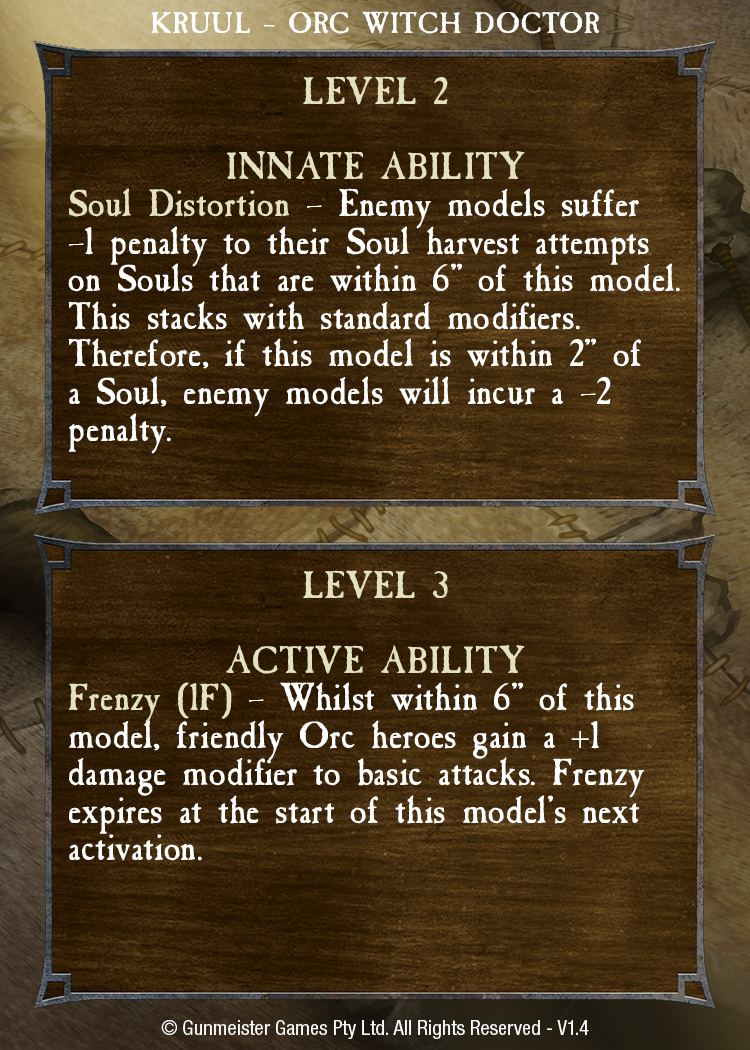 KRUUL – ORC WITCH DOCTOR
LEVEL 2
INNATE ABILITY
Soul Distortion – Enemy models suffer
-1 penalty to their Soul harvest attempts
on Souls that are within 6” of this model.
This stacks with standard modifiers.
Therefore, if this model is within 2” of
a Soul, enemy models will incur a -2
penalty.
LEVEL 3
ACTIVE ABILITY
Frenzy (1F) – Whilst within 6” of this
model, friendly Orc heroes gain a +1
damage modifier to basic attacks. Frenzy
expires at the start of this model’s next
activation.
© Gunmeister Games Pty Ltd. All Rights Reserved - V1.4